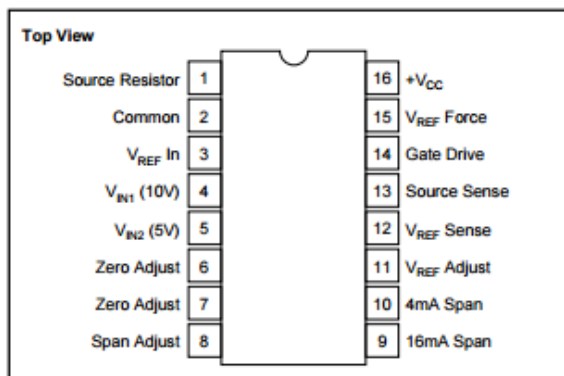 Top View
Source Resistor 1 16 +VCC
Common 2 15 VREF Force
VREF In 3 14 Gate Drive
VIN1 (10V) 4 13 Source Sense
VIN2 (5V) 5 12 VREF Sense
Zero Adjust 6 11 VREF Adjust
Zero Adjust 7 10 4mA Span
Span Adjust 8 9 16mA Span